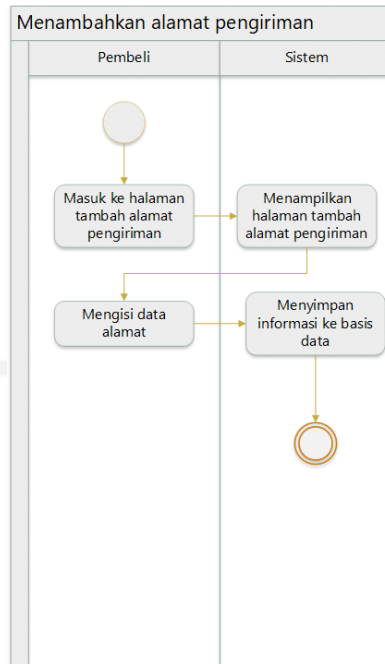 Menambahkan alamat pengiriman
Pembeli
Sistem
Masuk ke halaman
tambah alamat
pengiriman
Menampilkan
halaman tambah
alamat pengiriman
Mengisi data
alamat
Menyimpan
informasi ke basis
data